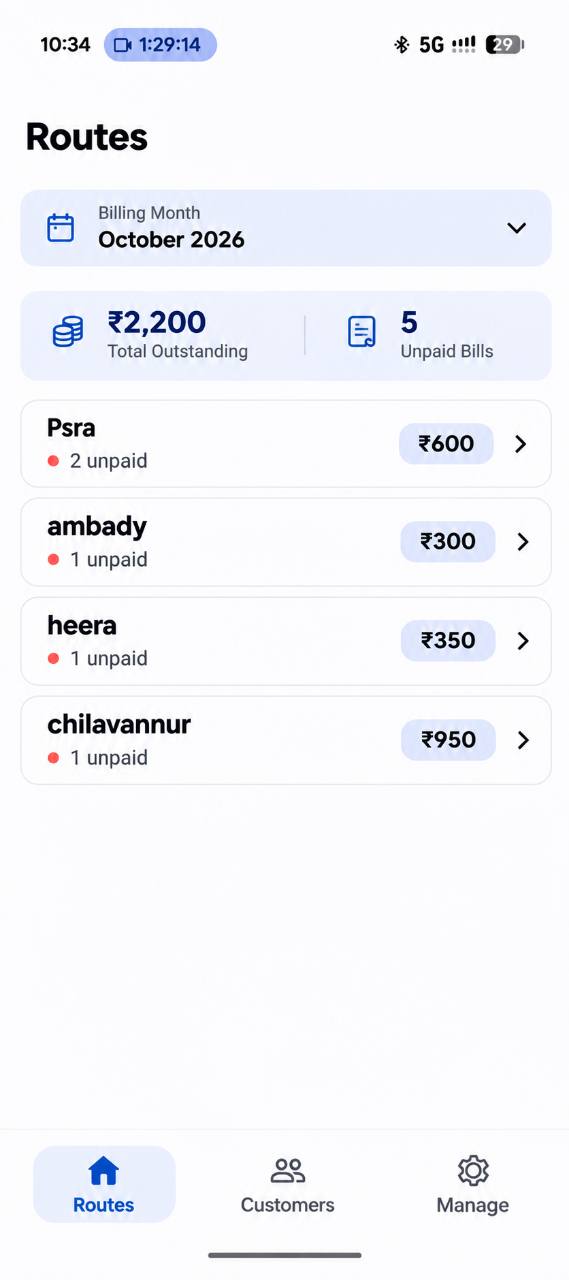 10:34 1:29:14 5G 29
Routes
Billing Month
October 2026
₹2,200
Total Outstanding
5
Unpaid Bills
Psra
2 unpaid
₹600
ambady
1 unpaid
₹300
heera
1 unpaid
₹350
chilavannur
1 unpaid
₹950
Routes Customers Manage